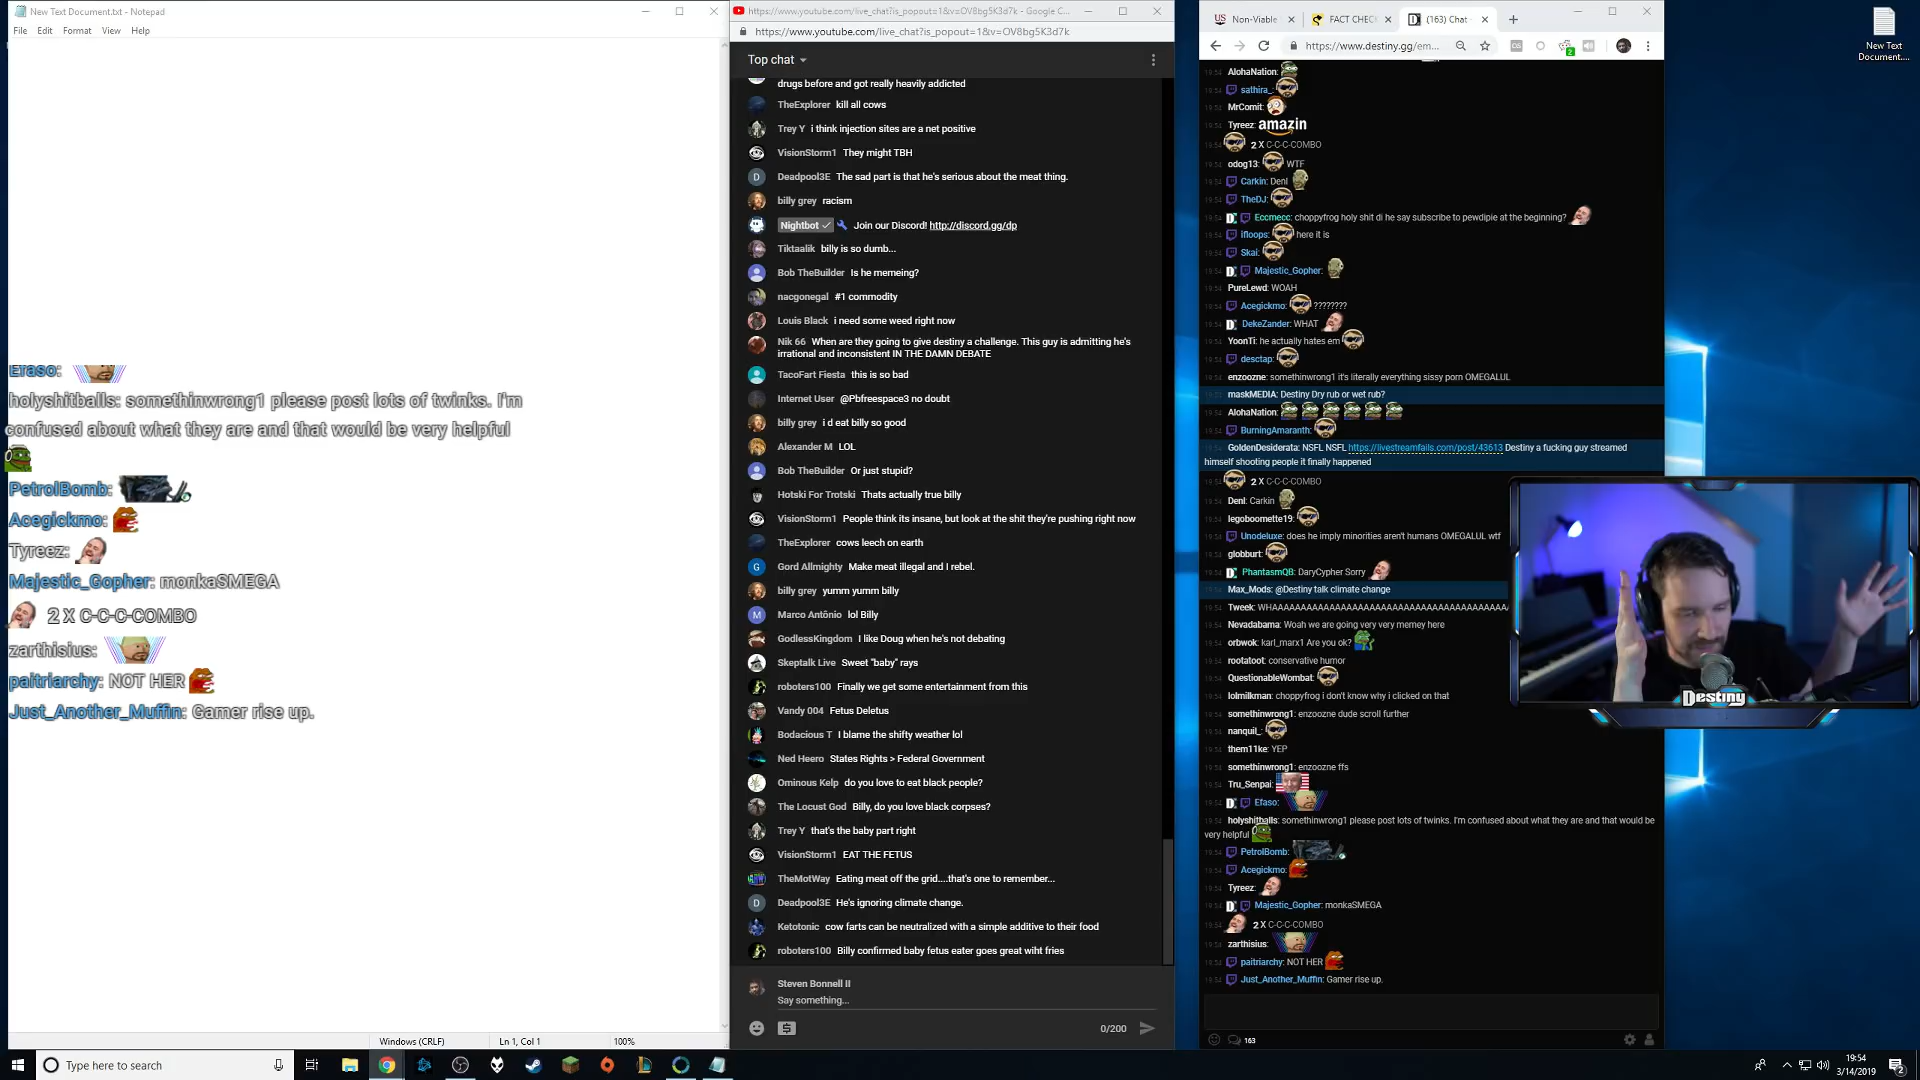 New Text Document.txt - Notepad
File Edit Format View Help
Efaso:
holyshitballs: somethinwrong1 please post lots of twinks. I'm
confused about what they are and that would be very helpful
PetrolBomb:
Acegickmo:
Tyreez:
Majestic_Gopher: monkaSMEGA
2 X C-C-C-COMBO
zarthisius:
paitriarchy: NOT HER
Just_Another_Muffin: Gamer rise up.
Windows (CRLF) Ln 1, Col 1 100%
https://www.youtube.com/live_chat?is_popout=1&v=OV8bg5K3d7k - Google C...
https://www.youtube.com/live_chat?is_popout=1&v=OV8bg5K3d7k
Top chat
drugs before and got really heavily addicted
TheExplorer kill all cows
Trey Y i think injection sites are a net positive
VisionStorm1 They might TBH
Deadpool3E The sad part is that he's serious about the meat thing.
billy grey racism
Nightbot Join our Discord! http://discord.gg/dp
Tiktaalik billy is so dumb...
Bob TheBuilder Is he memeing?
nacgonegal #1 commodity
Louis Black i need some weed right now
Nik 66 When are they going to give destiny a challenge. This guy is admitting he's
irrational and inconsistent IN THE DAMN DEBATE
TacoFart Fiesta this is so bad
Internet User @Pbfreespace3 no doubt
billy grey i d eat billy so good
Alexander M LOL
Bob TheBuilder Or just stupid?
Hotski For Trotski Thats actually true billy
VisionStorm1 People think its insane, but look at the shit they're pushing right now
TheExplorer cows leech on earth
Gord Allmighty Make meat illegal and I rebel.
billy grey yumm yumm billy
Marco Antônio lol Billy
GodlessKingdom I like Doug when he's not debating
Skeptalk Live Sweet "baby" rays
roboters100 Finally we get some entertainment from this
Vandy 004 Fetus Deletus
Bodacious T I blame the shifty weather lol
Ned Heero States Rights > Federal Government
Ominous Kelp do you love to eat black people?
The Locust God Billy, do you love black corpses?
Trey Y that's the baby part right
VisionStorm1 EAT THE FETUS
TheMotWay Eating meat off the grid....that's one to remember...
Deadpool3E He's ignoring climate change.
Ketotonic cow farts can be neutralized with a simple additive to their food
roboters100 Billy confirmed baby fetus eater goes great wiht fries
Steven Bonnell II
Say something...
0/200
Non-Viable FACT CHECK (163) Chat
https://www.destiny.gg/em...
AlohaNation:
sathira_:
MrComit:
Tyreez: amazin
2 X C-C-C-COMBO
odog13: WTF
Carkin: DenI
TheDJ:
Eccmecc: choppyfrog holy shit di he say subscribe to pewdipie at the beginning?
ifloops: here it is
Skai:
Majestic_Gopher:
PureLewd: WOAH
Acegickmo: ????????
DekeZander: WHAT
YoonTi: he actually hates em
desctap:
enzoozne: somethinwrong1 it's literally everything sissy porn OMEGALUL
maskMEDIA: Destiny Dry rub or wet rub?
AlohaNation:
BurningAmaranth:
GoldenDesiderata: NSFL NSFL https://livestreamfails.com/post/43613 Destiny a fucking guy streamed
himself shooting people it finally happened
2 X C-C-C-COMBO
DenI: Carkin
legoboomette19:
Unodeluxe: does he imply minorities aren't humans OMEGALUL wtf
globburt:
PhantasmQB: DaryCypher Sorry
Max_Mods: @Destiny talk climate change
Tweek: WHAAAAAAAAAAAAAAAAAAAAAAAAAAAAAAAAAAAA
Nevadabama: Woah we are going very very memey here
orbwok: karl_marx1 Are you ok?
rootatoot: conservative humor
QuestionableWombat:
lolmilkman: choppyfrog i don't know why i clicked on that
somethinwrong1: enzoozne dude scroll further
nanquil_:
them11ke: YEP
somethinwrong1: enzoozne ffs
Tru_Senpai:
Efaso:
holyshitballs: somethinwrong1 please post lots of twinks. I'm confused about what they are and that would be
very helpful
PetrolBomb:
Acegickmo:
Tyreez:
Majestic_Gopher: monkaSMEGA
2 X C-C-C-COMBO
zarthisius:
paitriarchy: NOT HER
Just_Another_Muffin: Gamer rise up.
163
Destiny
New Text
Document....
Type here to search
19:54
3/14/2019